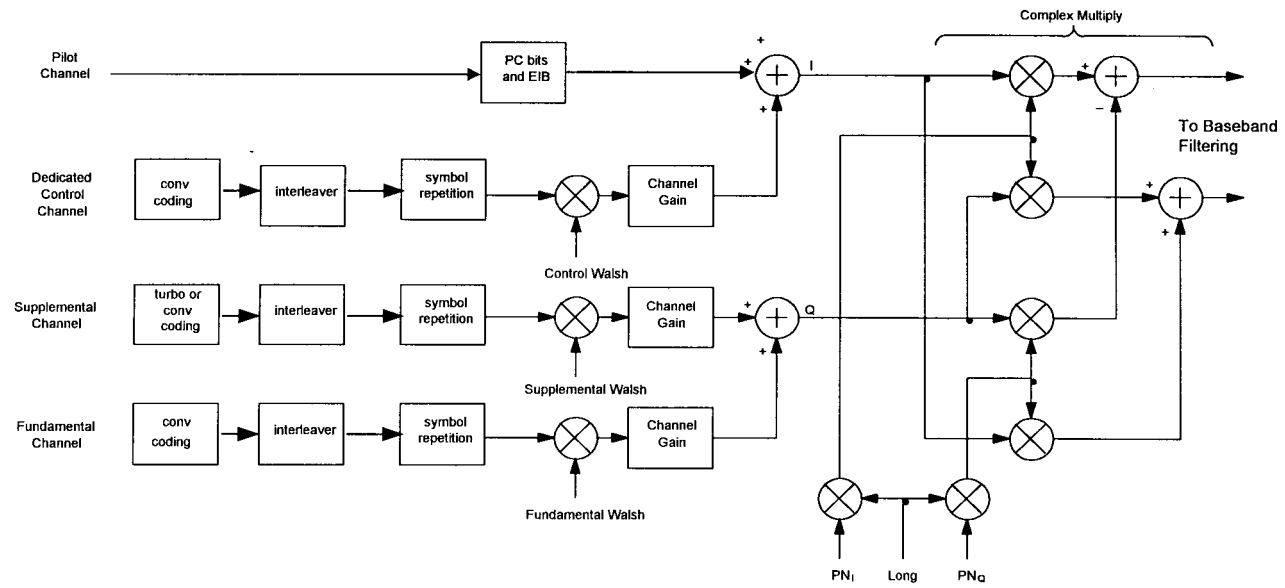 Complex Multiply
Pilot
Channel
PC bits
and EIB
+
+
+
+
I
+
−
To Baseband
Filtering
Dedicated
Control
Channel
conv
coding
interleaver
symbol
repetition
Channel
Gain
+
+
Control Walsh
Supplemental
Channel
turbo or
conv
coding
interleaver
symbol
repetition
Channel
Gain
+
+
+
Q
Supplemental Walsh
Fundamental
Channel
conv
coding
interleaver
symbol
repetition
Channel
Gain
Fundamental Walsh
PNI
Long
PNQ